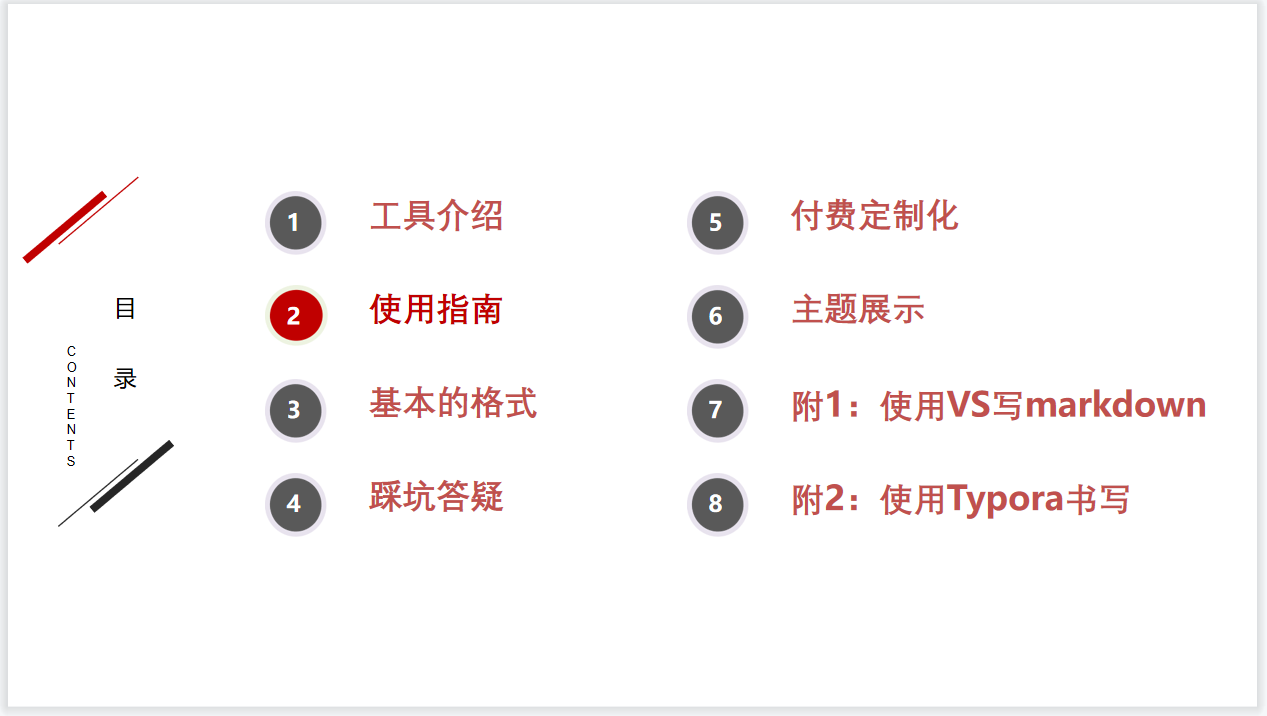 目
录
CONTENTS
1 工具介绍
2 使用指南
3 基本的格式
4 踩坑答疑
5 付费定制化
6 主题展示
7 附1：使用VS写markdown
8 附2：使用Typora书写